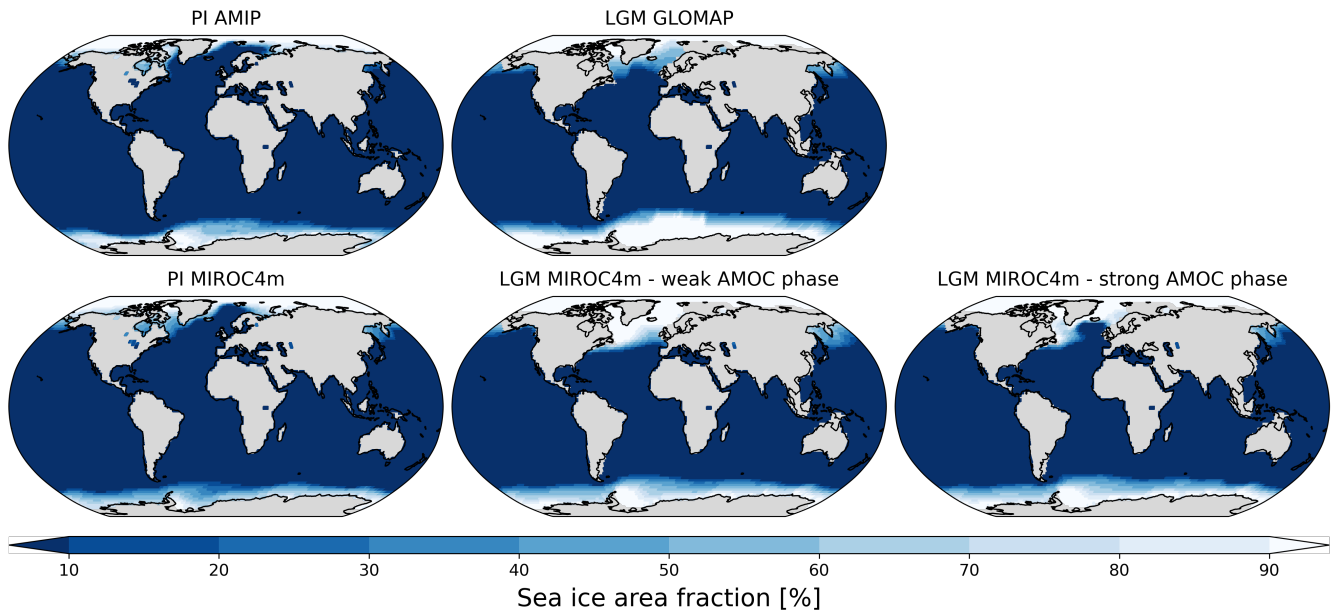 PI AMIP
LGM GLOMAP
PI MIROC4m
LGM MIROC4m - weak AMOC phase
LGM MIROC4m - strong AMOC phase
10 20 30 40 50 60 70 80 90
Sea ice area fraction [%]